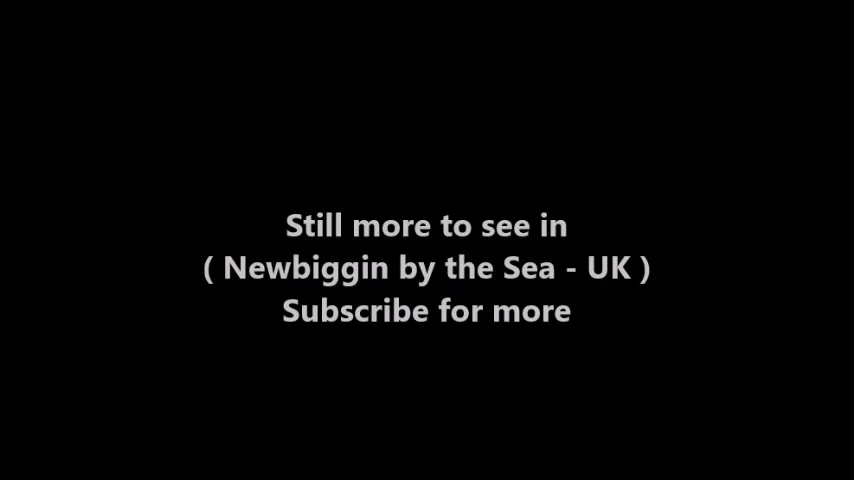 Still more to see in
( Newbiggin by the Sea - UK )
Subscribe for more